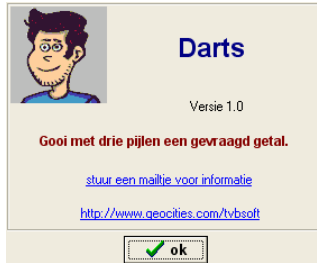 Darts
Versie 1.0
Gooi met drie pijlen een gevraagd getal.
stuur een mailtje voor informatie
http://www.geocities.com/tvbsoft
ok